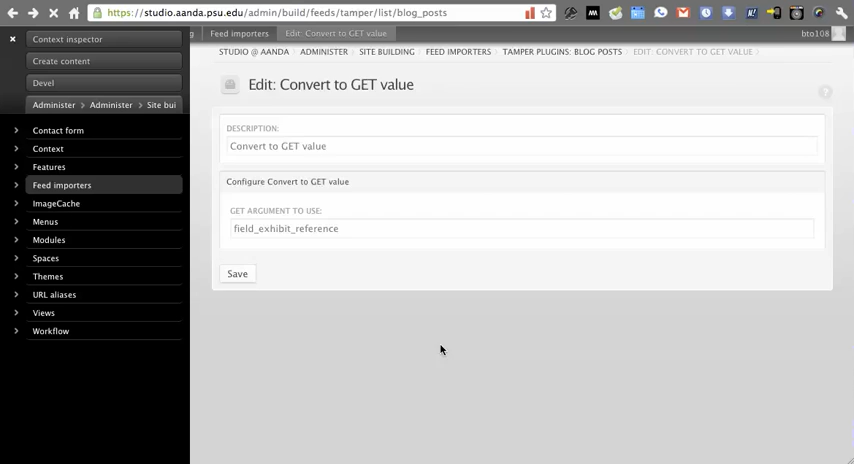 https://studio.aanda.psu.edu/admin/build/feeds/tamper/list/blog_posts
g Feed importers Edit: Convert to GET value bto108
Context inspector
Create content
Devel
Administer Administer Site bui
Contact form
Context
Features
Feed importers
ImageCache
Menus
Modules
Spaces
Themes
URL aliases
Views
Workflow
STUDIO @ AANDA ADMINISTER SITE BUILDING FEED IMPORTERS TAMPER PLUGINS: BLOG POSTS EDIT: CONVERT TO GET VALUE
Edit: Convert to GET value
?
DESCRIPTION:
Convert to GET value
Configure Convert to GET value
GET ARGUMENT TO USE:
field_exhibit_reference
Save